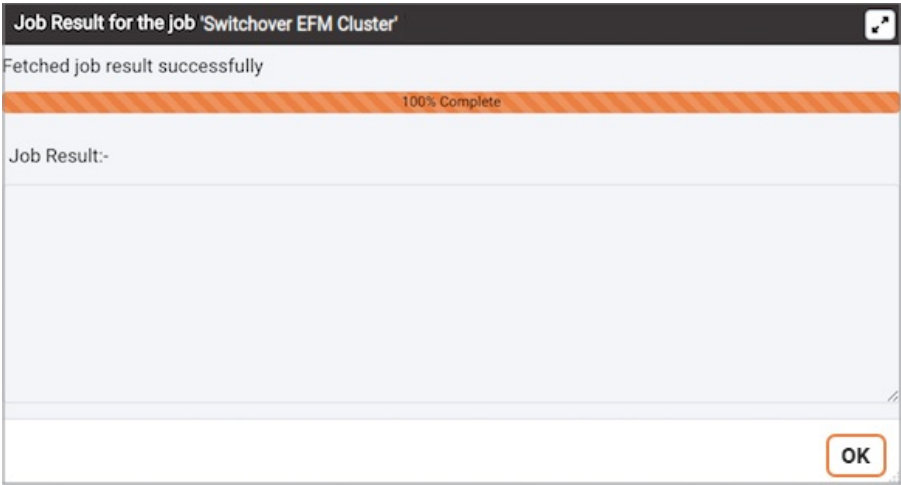 Job Result for the job 'Switchover EFM Cluster'
Fetched job result successfully
100% Complete
Job Result:-
OK